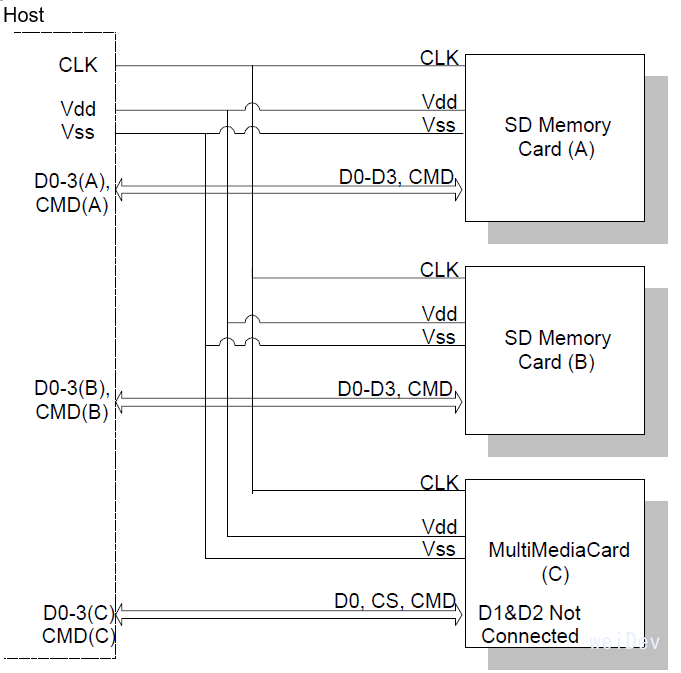 Host
CLK
CLK
Vdd
Vdd
Vss
Vss
SD Memory
Card (A)
D0-3(A),
CMD(A)
D0-D3, CMD
CLK
Vdd
Vss
SD Memory
Card (B)
D0-3(B),
CMD(B)
D0-D3, CMD
CLK
Vdd
Vss
MultiMediaCard
(C)
D0-3(C)
CMD(C)
D0, CS, CMD
D1&D2 Not
Connected
weiDev